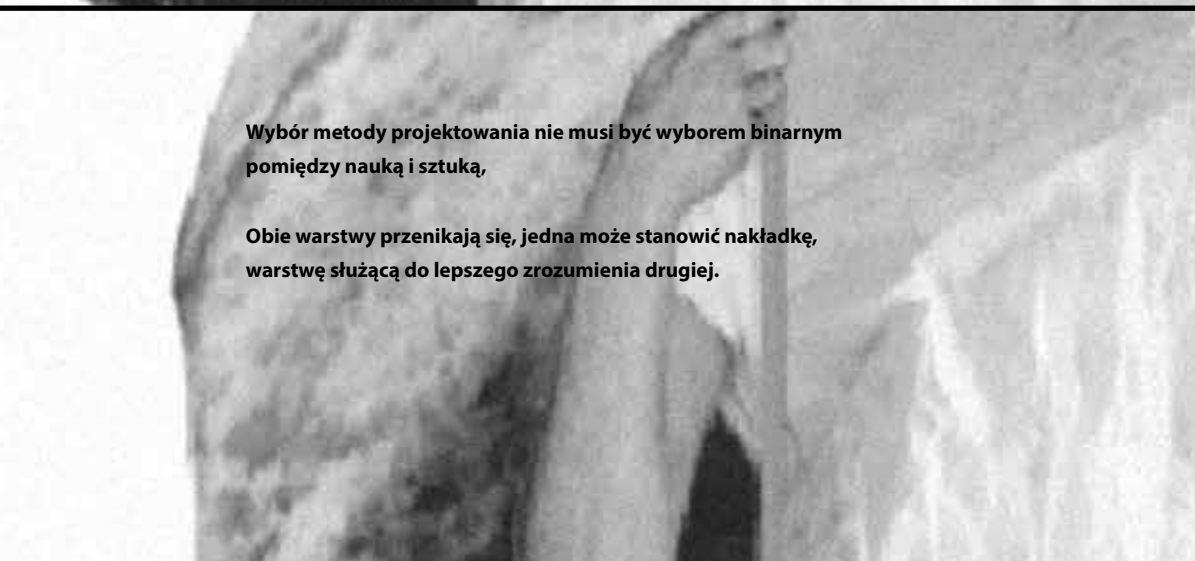 Wybór metody projektowania nie musi być wyborem binarnym
pomiędzy nauką i sztuką,
Obie warstwy przenikają się, jedna może stanowić nakładkę,
warstwę służącą do lepszego zrozumienia drugiej.